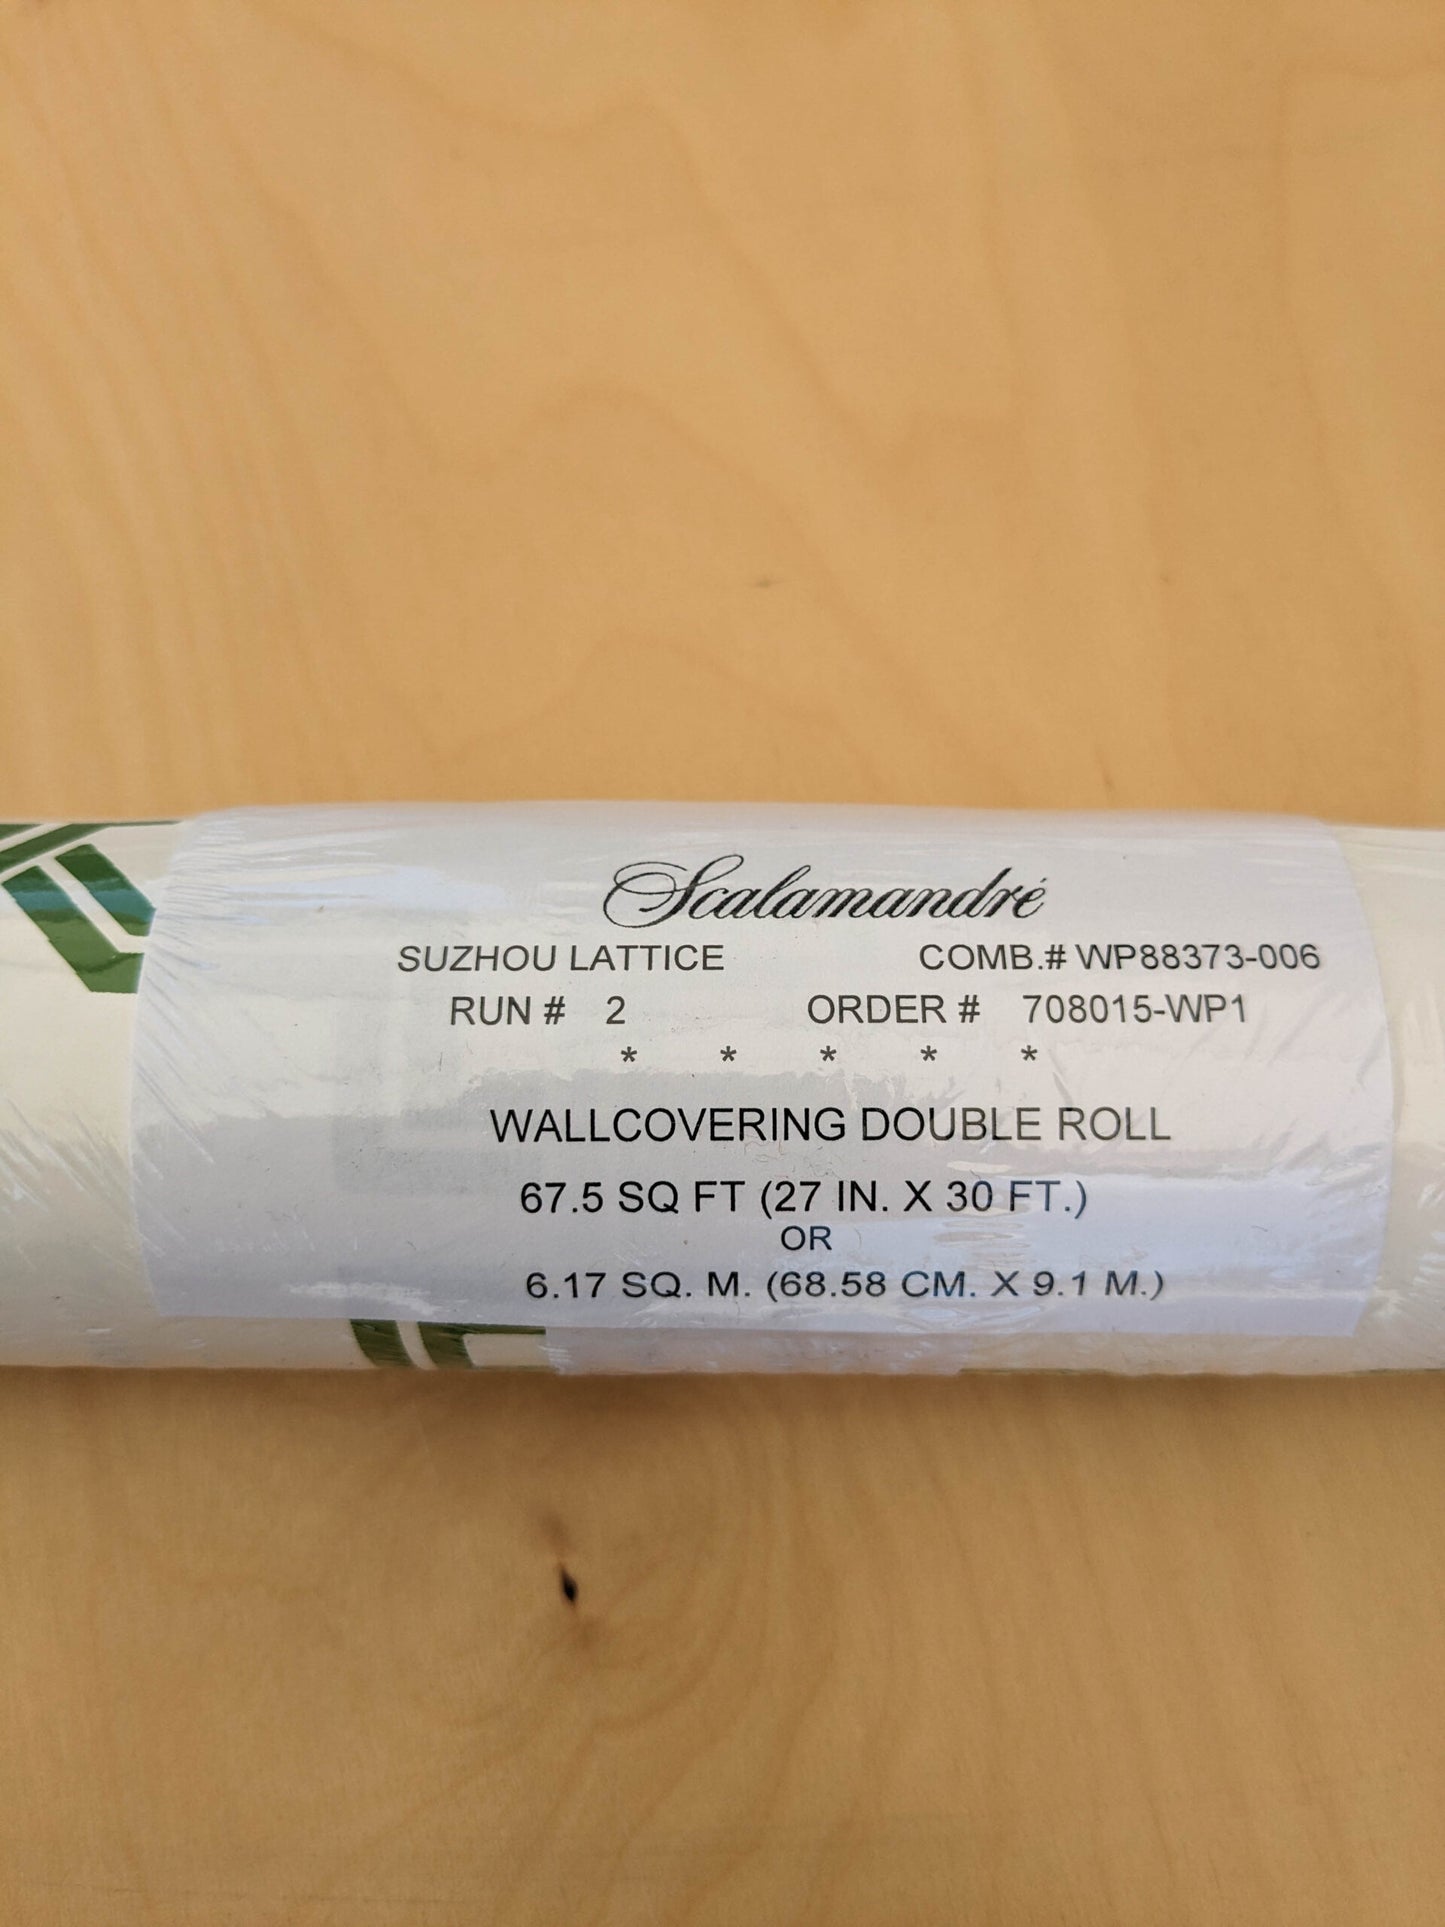 Scalamandré
SUZHOU LATTICE COMB.# WP88373-006
RUN # 2 ORDER # 708015-WP1
* * * * *
WALLCOVERING DOUBLE ROLL
67.5 SQ FT (27 IN. X 30 FT.)
OR
6.17 SQ. M. (68.58 CM. X 9.1 M.)